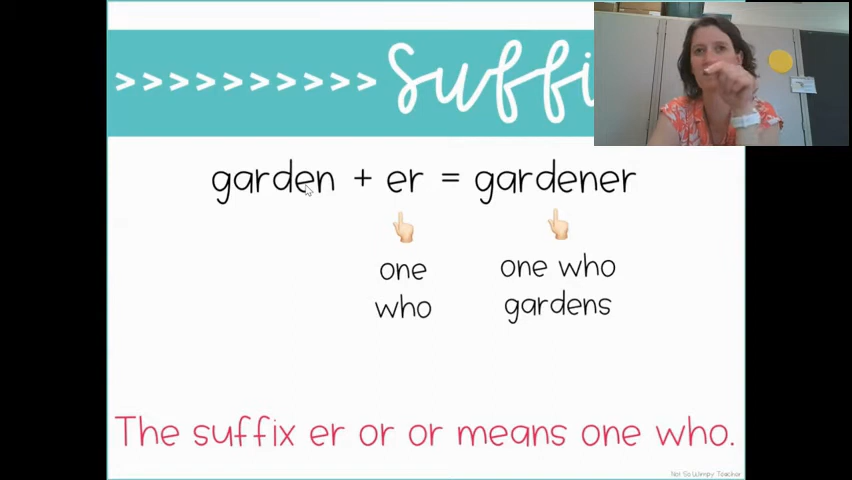 >>>>>>>>>> Suffi
garden + er = gardener
one one who
who gardens
The suffix er or or means one who.
Not So Wimpy Teacher